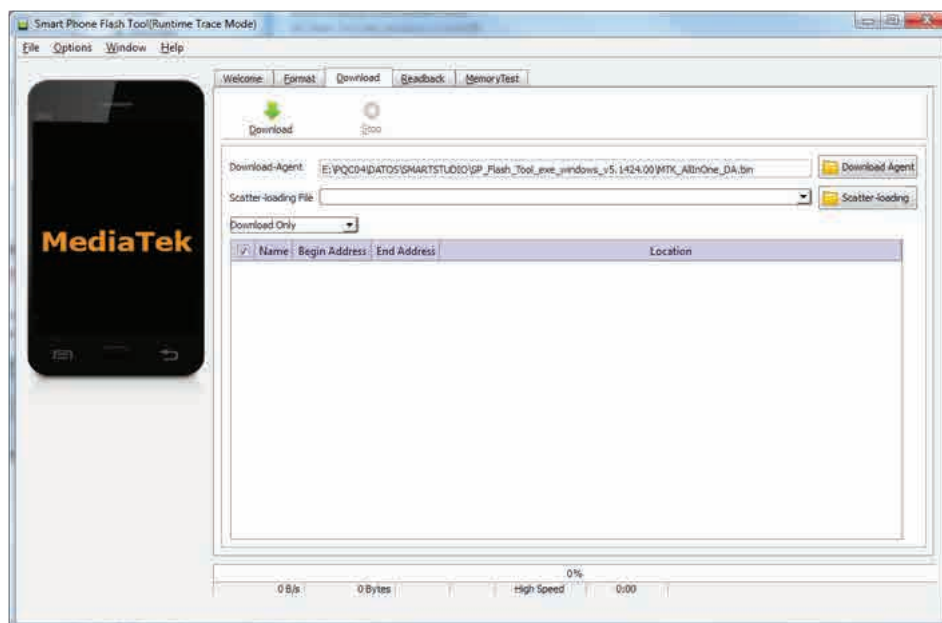 Smart Phone Flash Tool(Runtime Trace Mode)
File Options Window Help
Welcome Format Download Readback MemoryTest
Download Stop
Download-Agent E:\PQC04\DATOS\SMARTSTUDIO\SP_Flash_Tool_exe_windows_v5.1424.00\MTK_AllInOne_DA.bin Download Agent
Scatter-loading File Scatter-loading
Download Only
Name Begin Address End Address Location
MediaTek
0%
0 B/s 0 Bytes High Speed 0:00